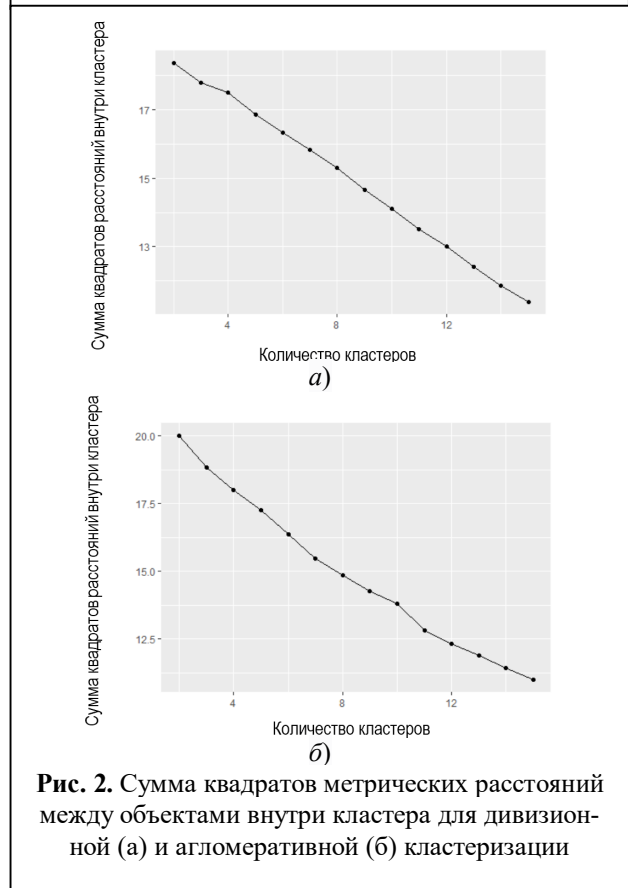 Сумма квадратов расстояний внутри кластера
17
15
13
4 8 12
Количество кластеров
а)
Сумма квадратов расстояний внутри кластера
20.0
17.5
15.0
12.5
4 8 12
Количество кластеров
б)
Рис. 2. Сумма квадратов метрических расстояний
между объектами внутри кластера для дивизион-
ной (а) и агломеративной (б) кластеризации